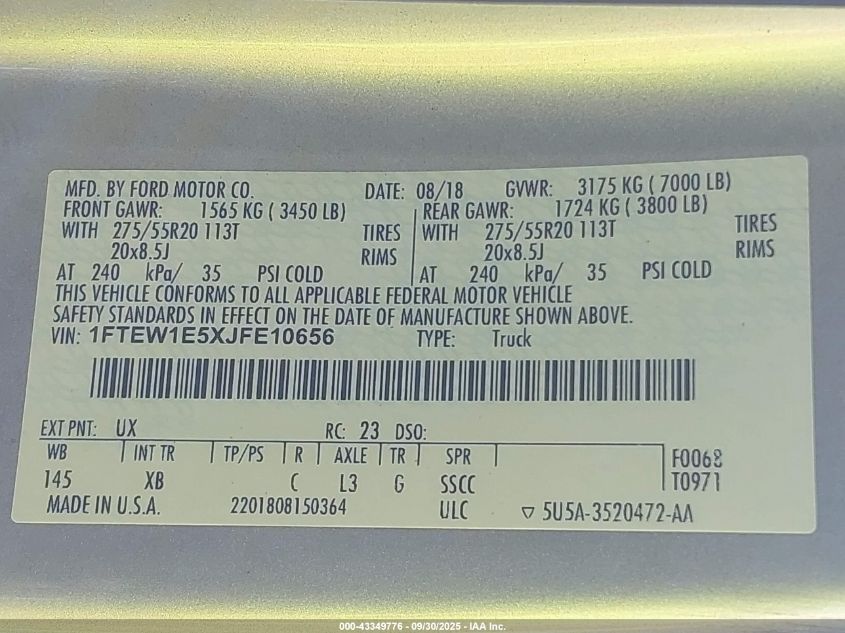 MFD. BY FORD MOTOR CO. DATE: 08/18 GVWR: 3175 KG ( 7000 LB)
FRONT GAWR: 1565 KG ( 3450 LB) REAR GAWR: 1724 KG ( 3800 LB)
WITH 275/55R20 113T TIRES WITH 275/55R20 113T TIRES
20x8.5J RIMS 20x8.5J RIMS
AT 240 kPa/ 35 PSI COLD AT 240 kPa/ 35 PSI COLD
THIS VEHICLE CONFORMS TO ALL APPLICABLE FEDERAL MOTOR VEHICLE
SAFETY STANDARDS IN EFFECT ON THE DATE OF MANUFACTURE SHOWN ABOVE.
VIN: 1FTEW1E5XJFE10656 TYPE: Truck
EXT PNT: UX RC: 23 DSO:
WB INT TR TP/PS R AXLE TR SPR F0068
145 XB C L3 G SSCC T0971
MADE IN U.S.A. 2201808150364 ULC ▽ 5U5A-3520472-AA
000-43349776 - 09/30/2025 - IAA Inc.